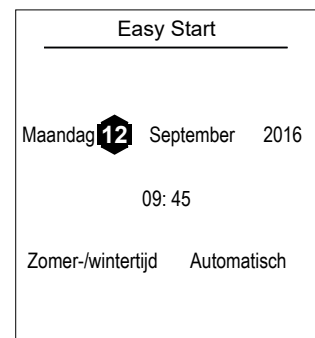 Easy Start
Maandag 12 September 2016
09: 45
Zomer-/wintertijd Automatisch